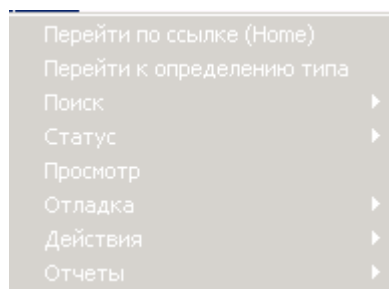 Перейти по ссылке (Home)
Перейти к определению типа
Поиск
Статус
Просмотр
Отладка
Действия
Отчеты